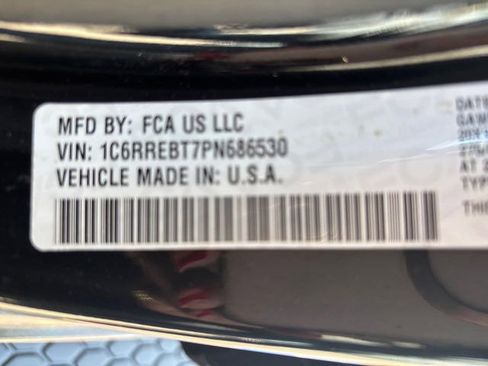 MFD BY: FCA US LLC
VIN: 1C6RREBT7PN686530
VEHICLE MADE IN: U.S.A.